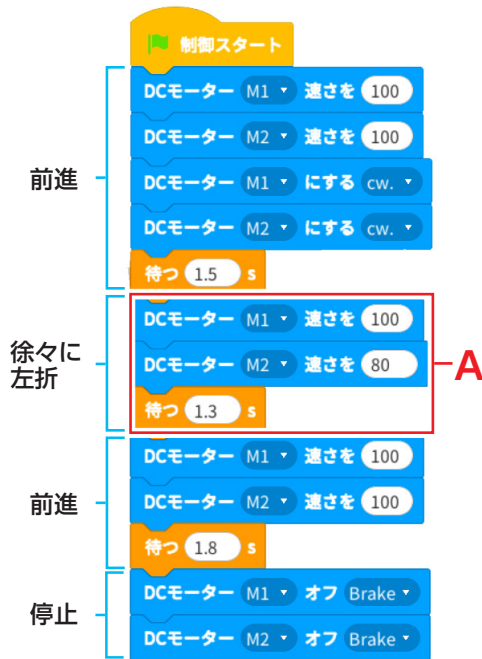 制御スタート
DCモーター M1 速さを 100
DCモーター M2 速さを 100
DCモーター M1 にする cw.
DCモーター M2 にする cw.
待つ 1.5 s
前進
DCモーター M1 速さを 100
DCモーター M2 速さを 80
待つ 1.3 s
徐々に
左折
A
DCモーター M1 速さを 100
DCモーター M2 速さを 100
待つ 1.8 s
前進
DCモーター M1 オフ Brake
DCモーター M2 オフ Brake
停止